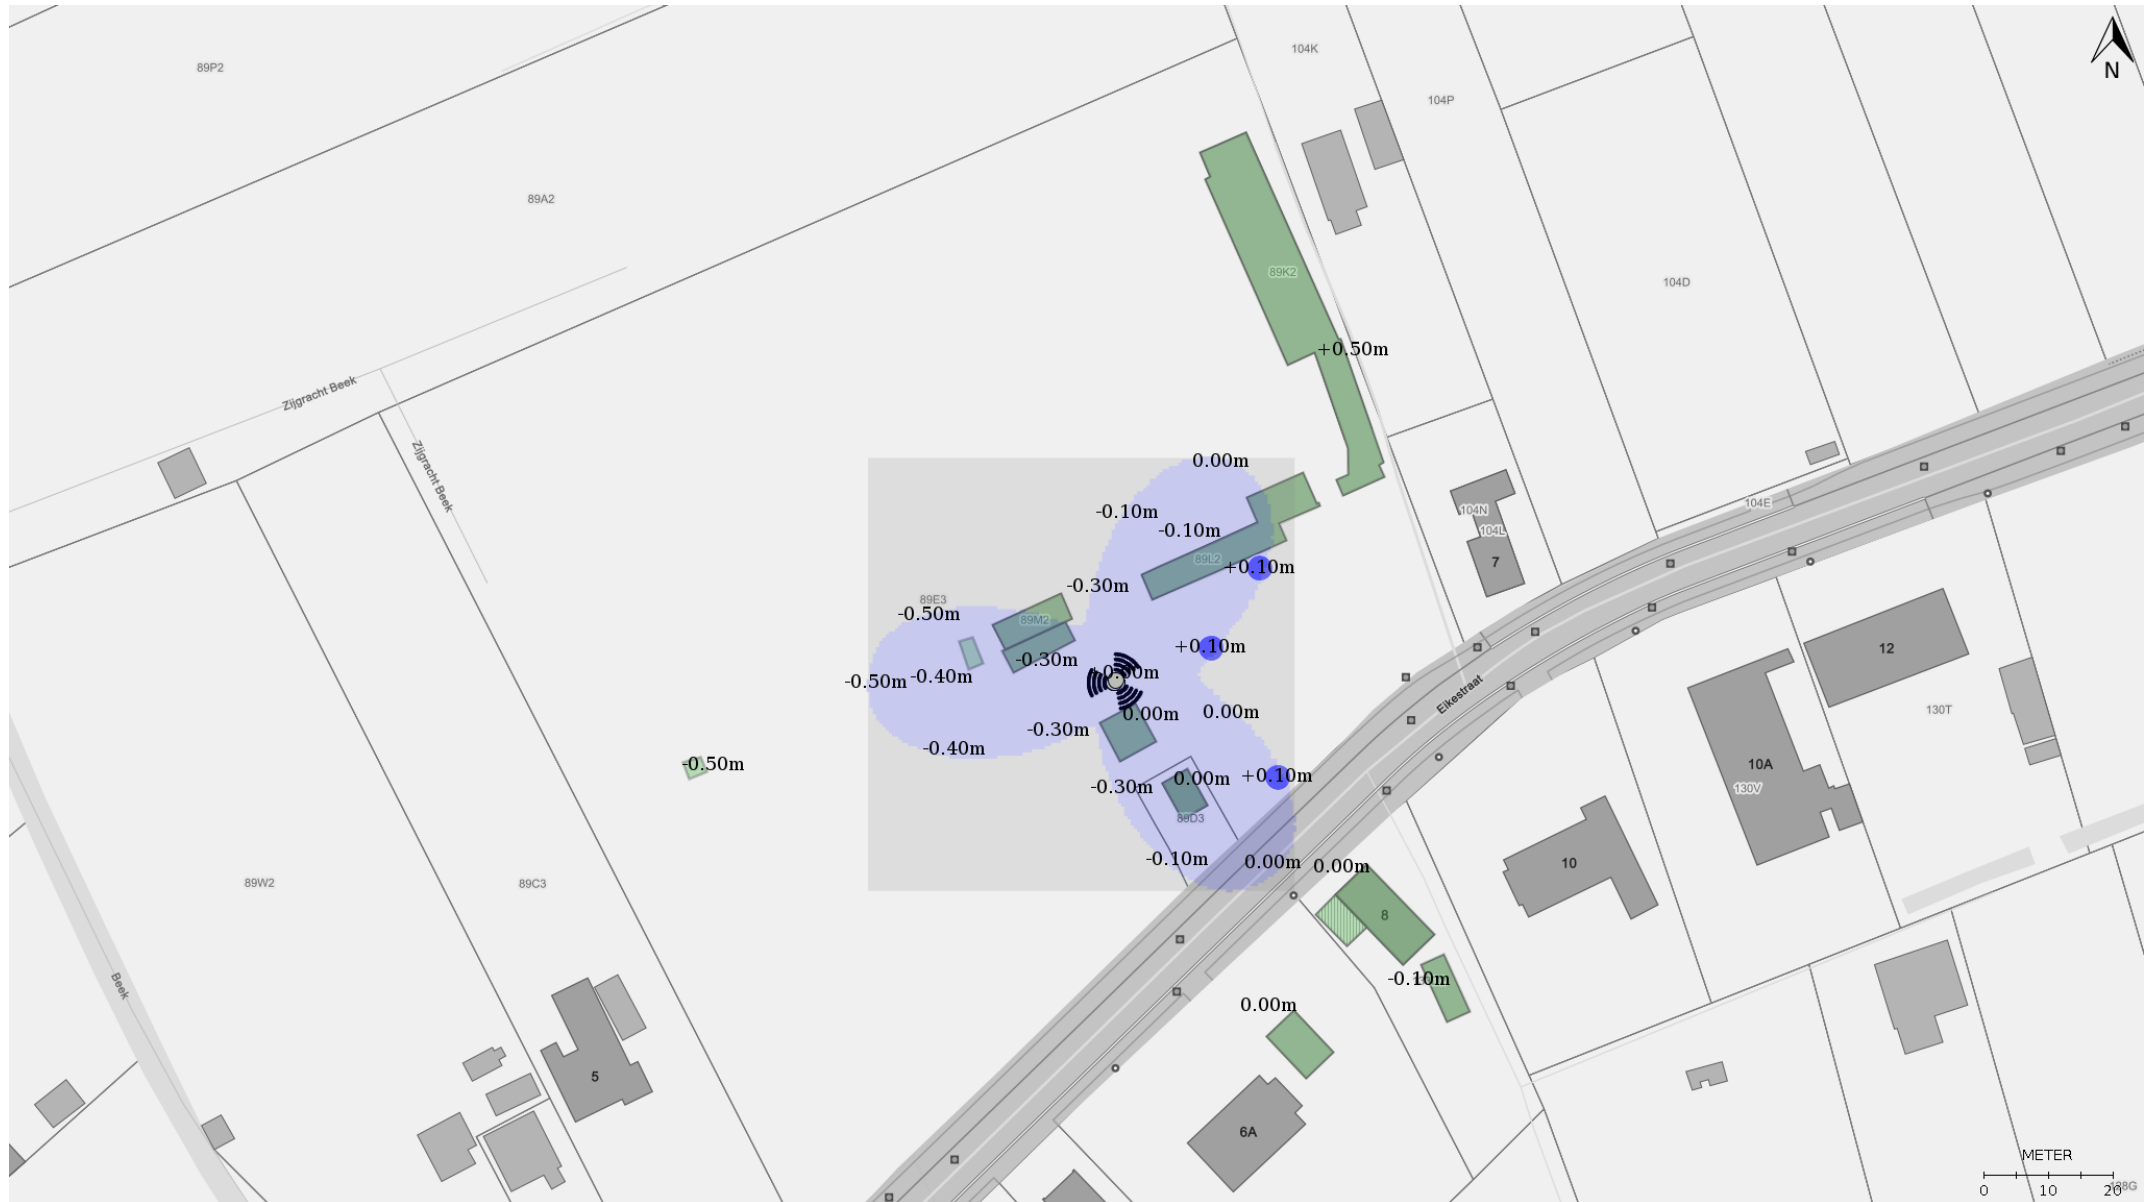 104K
89P2
104P
N
89A2
89K2
104D
+0.50m
Zijgracht Beek
0.00m
Zijgracht Beek
-0.10m
104N
104E
-0.10m
104L
89L2
7
+0.10m
-0.30m
89E3
-0.50m
89M2
+0.10m
12
-0.30m
-0.50m
-0.40m
Eikestraat
0.00m
0.00m
130T
-0.30m
-0.40m
-0.50m
10A
0.00m
+0.10m
-0.30m
130V
89D3
-0.10m
0.00m
0.00m
10
89W2
89C3
8
-0.10m
Beek
0.00m
5
6A
METER
0 10 20